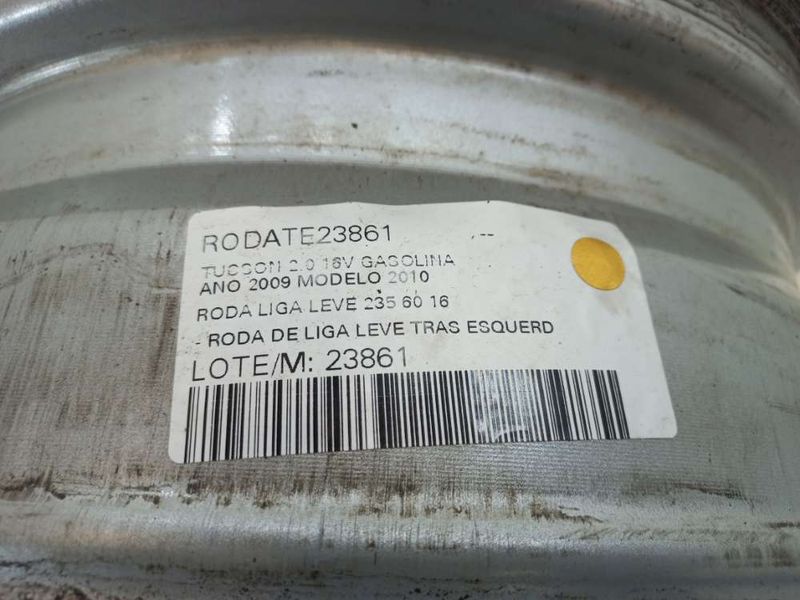 RODATE23861
TUCSON 2.0 16V GASOLINA
ANO 2009 MODELO 2010
RODA LIGA LEVE 235 60 16
- RODA DE LIGA LEVE TRAS ESQUERD
LOTE/M: 23861